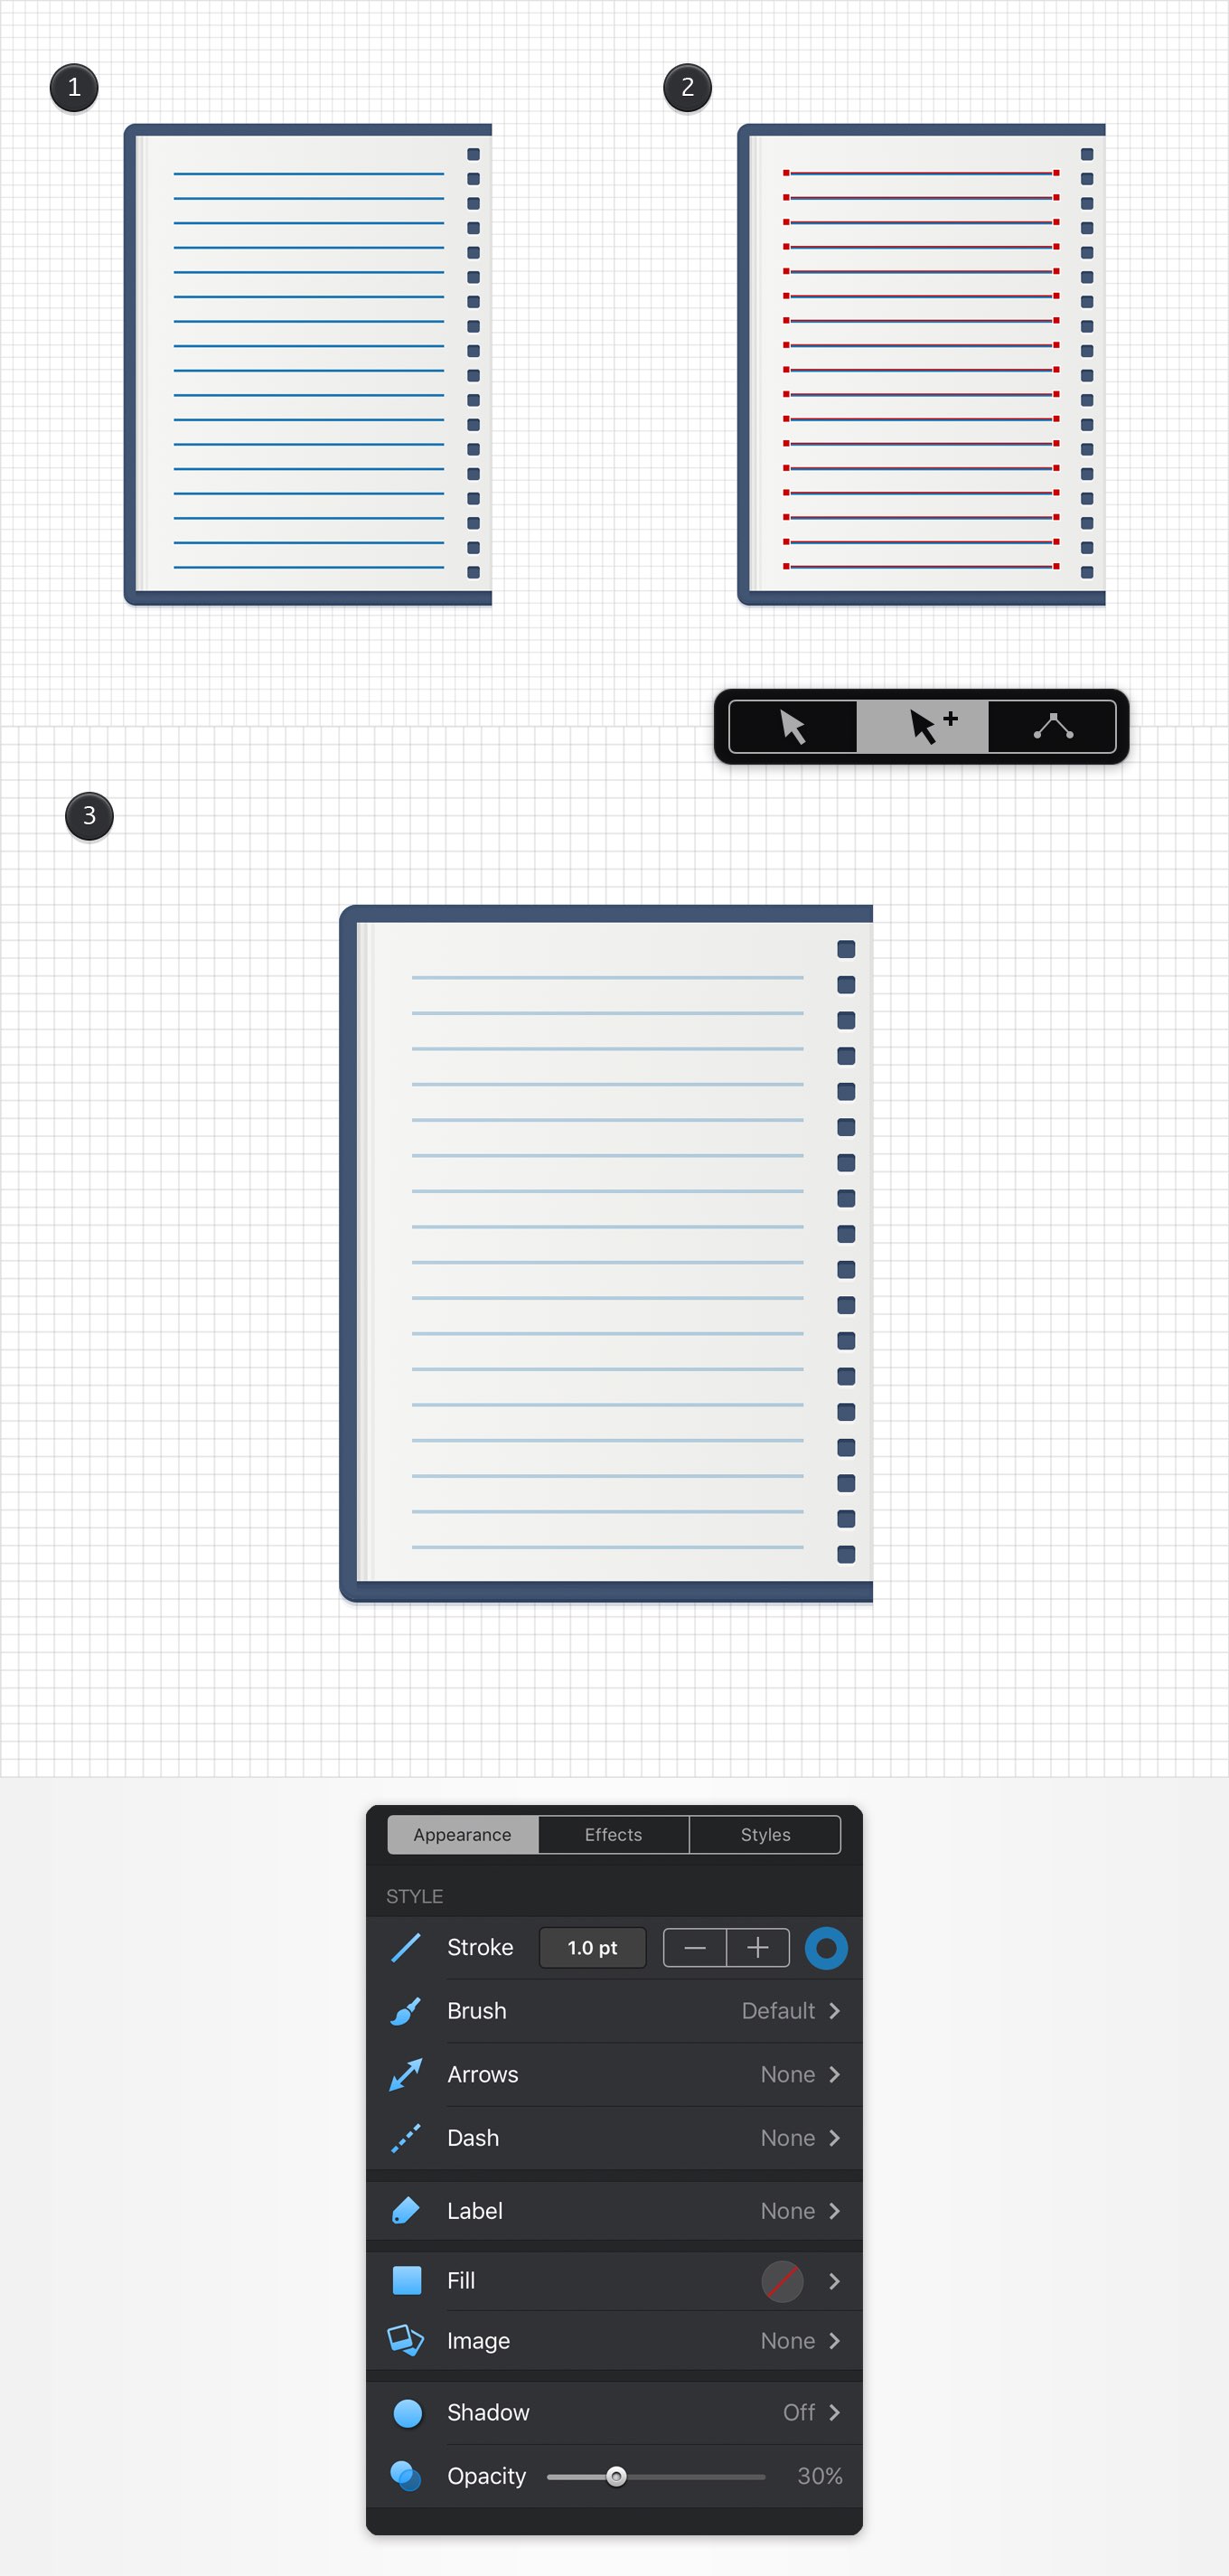 1
2
3
Appearance Effects Styles
STYLE
Stroke 1.0 pt
Brush Default
Arrows None
Dash None
Label None
Fill
Image None
Shadow Off
Opacity 30%